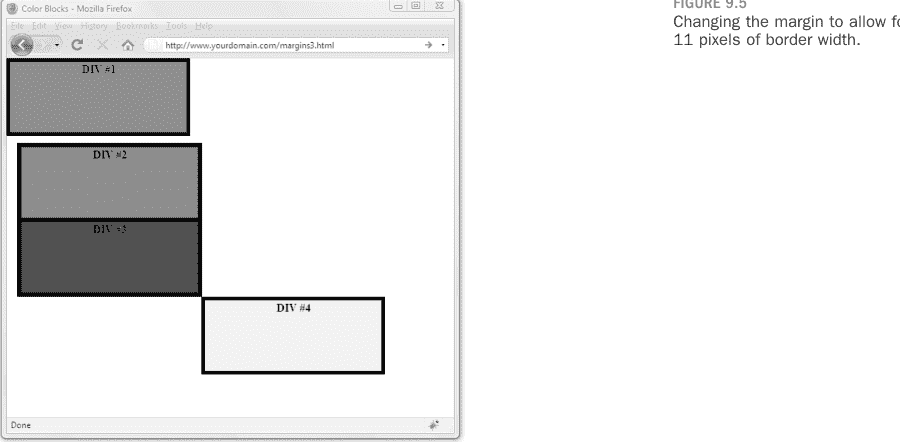 Color Blocks - Mozilla Firefox
File Edit View History Bookmarks Tools Help
http://www.yourdomain.com/margins3.html
DIV #1
DIV #2
DIV #3
DIV #4
Done
FIGURE 9.5
Changing the margin to allow
11 pixels of border width.